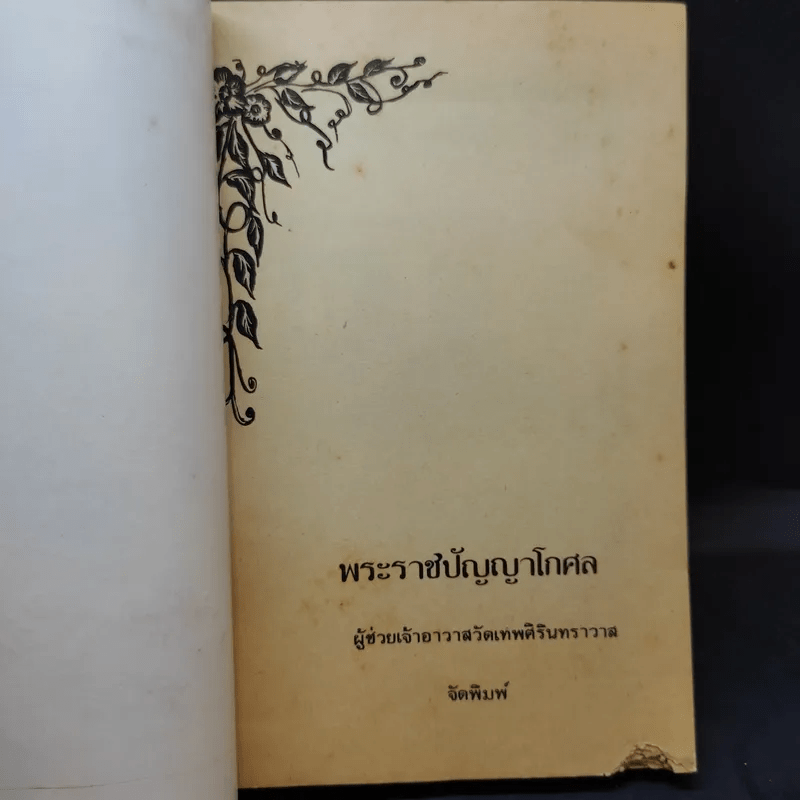 พระราชปัญญาโกศล
ผู้ช่วยเจ้าอาวาสวัดเทพศิรินทราวาส
จัดพิมพ์